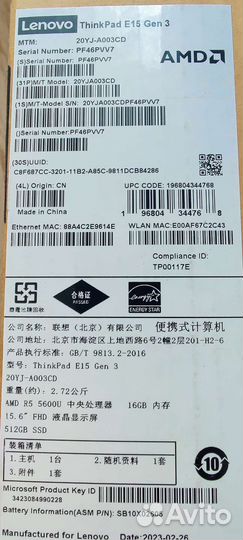 Lenovo ThinkPad E15 Gen 3
MTM: 20YJ-A003CD
Serial Number: PF46PVV7
(S)Serial Number: PF46PVV7
AMD
(31P)M/T Model: 20YJA003CD
(1S)M/T-Model S/N: 20YJA003CDPF46PVV7
()Serial Number: PF46PVV7
(30S)UUID:
C8F687CC-3201-11B2-A85C-9811DCB84286
(4L) Origin: CN
UPC CODE: 196804344768
Made in China
1 96804 34476 8
Ethernet MAC: 88A4C2E9614E
WLAN MAC:E00AF67C2C43
Compliance ID:
TP00117E
合格证
PASSED
ENERGY STAR
公司名称: 联想(北京)有限公司
便携式计算机
公司地址: 北京市海淀区上地西路6号2幢2层201-H2-6
执行标准: GB/T 9813.2-2016
ThinkPad E15 Gen 3
20YJ-A003CD
重量(约): 2.72公斤
AMD R5 5600U 中央处理器 16GB 内存
15.6" FHD 液晶显示屏
512GB SSD
装箱清单
1.主机 1台 2.随机资料 1套
3.附件 1套
10
Microsoft Product Key ID
3423084990228
Battery Information(ASM P/N): SB10X02605
Manufactured for Lenovo 2023-02-26
Avito